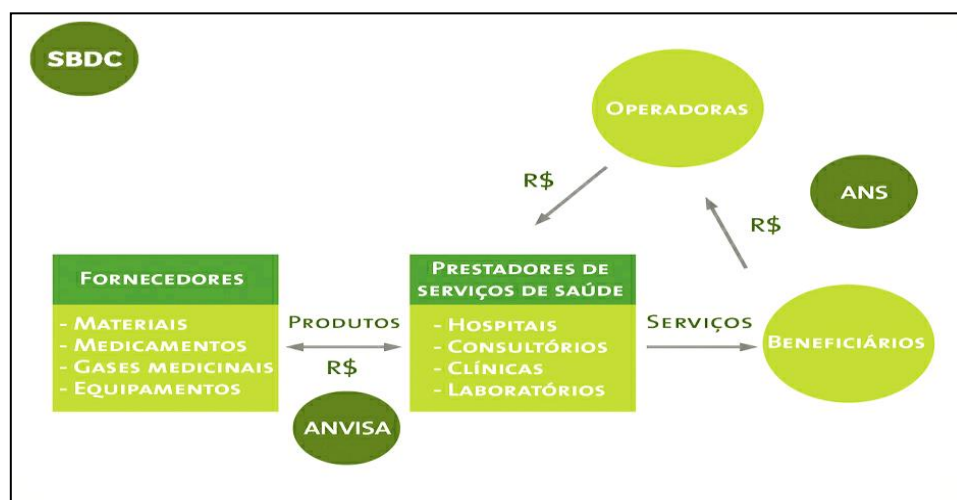 SBDC
OPERADORAS
R$
ANS
R$
FORNECEDORES
- MATERIAIS
- MEDICAMENTOS
- GASES MEDICINAIS
- EQUIPAMENTOS
PRODUTOS
R$
ANVISA
PRESTADORES DE
SERVIÇOS DE SAÚDE
- HOSPITAIS
- CONSULTÓRIOS
- CLÍNICAS
- LABORATÓRIOS
SERVIÇOS
BENEFICIÁRIOS